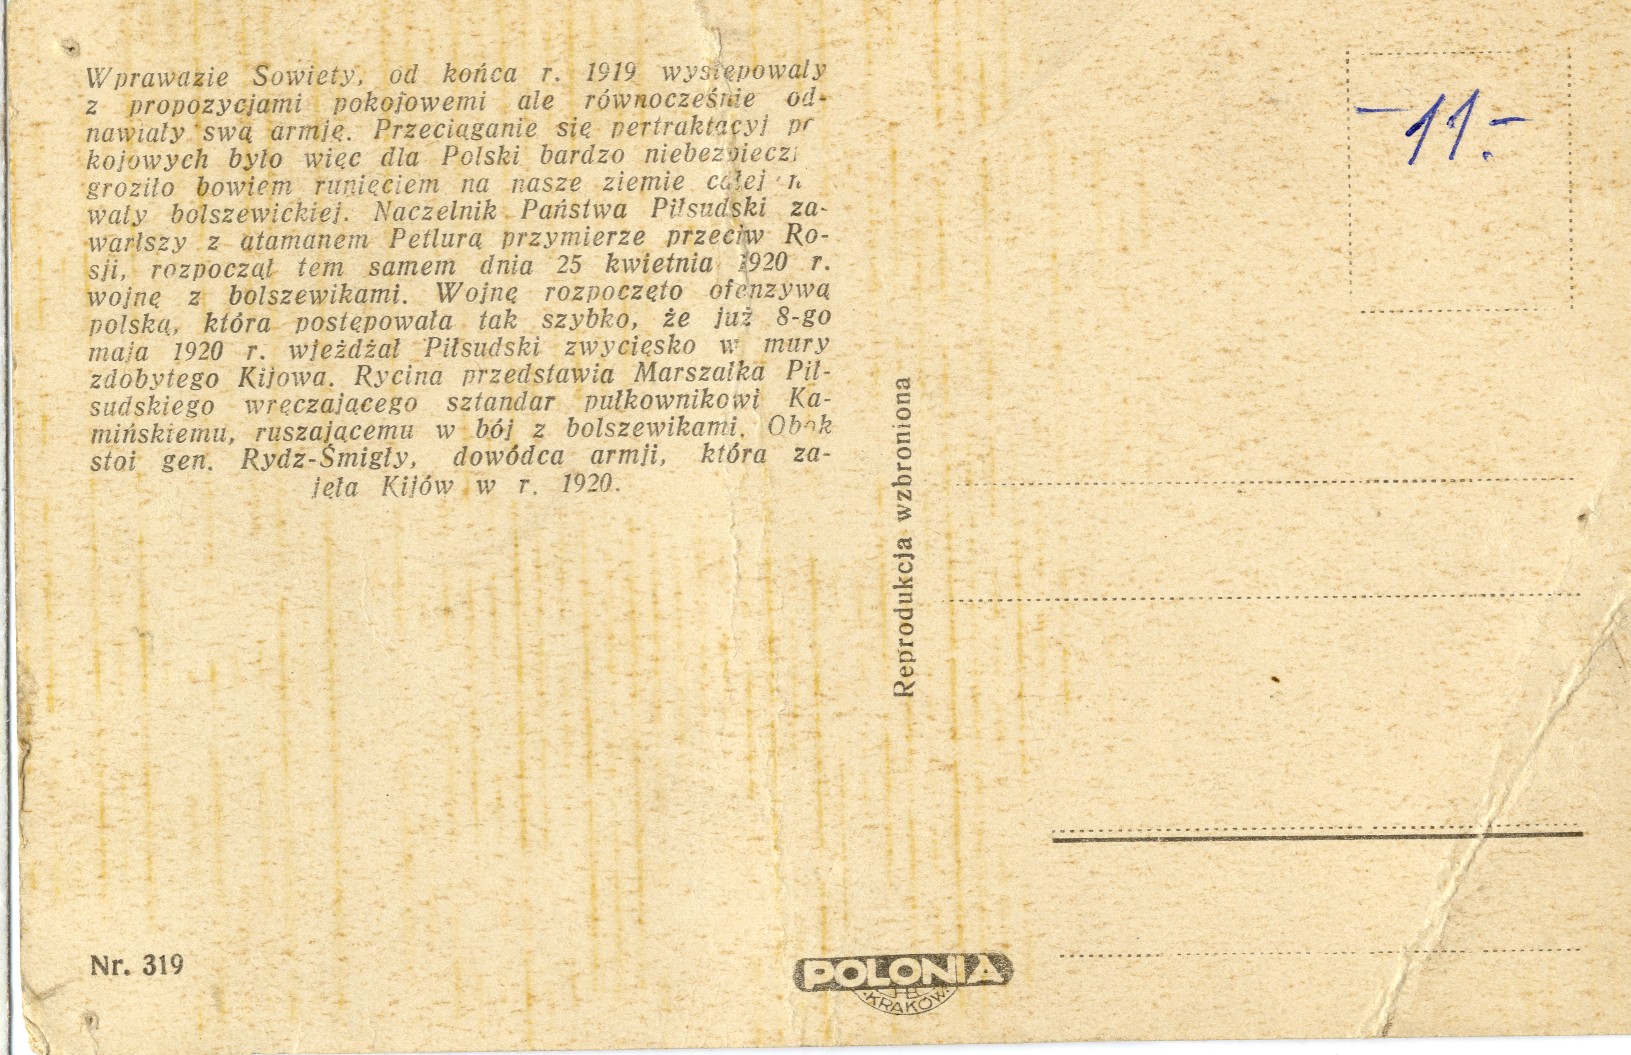 Wprawazie Sowiety, od końca r. 1919 występowały
z propozycjami pokojowemi ale równocześnie od-
nawiały swą armję. Przeciąganie się pertraktacyj
kojowych było więc dla Polski bardzo
groziło bowiem runięciem na nasze ziemie całej
wały bolszewickiej. Naczelnik Państwa Piłsudski za-
warłszy z atamanem Petlurą przymierze przeciw Ro-
sji, rozpoczął tem samem dnia 25 kwietnia 1920 r.
wojnę z bolszewikami. Wojnę rozpoczęto ofenzywą
polską, która postępowała tak szybko, że już 8-go
maja 1920 r. wjeżdżał Piłsudski zwycięsko w mury
zdobytego Kijowa. Rycina przedstawia Marszałka Pił-
sudskiego wręczającego sztandar pułkownikowi Ka-
mińskiemu, ruszającemu w bój z bolszewikami. Obok
stoi gen. Rydz-Śmigły, dowódca armji, która za-
jęła Kijów w r. 1920.
Nr. 319
Reprodukcja wzbroniona
POLONIA
KRAKÓW
-11.-